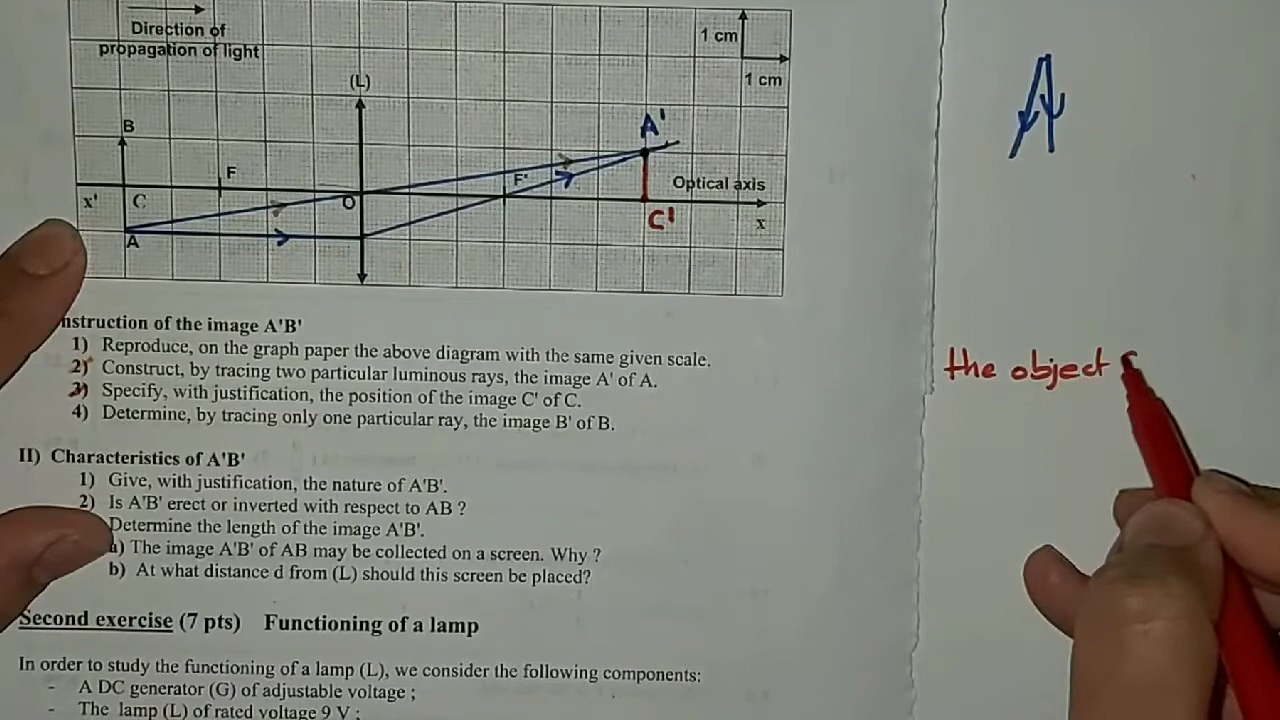 Direction of
propagation of light
1 cm
1 cm
(L)
B
A'
F
F'
Optical axis
x'
C
O
C'
x
A
nstruction of the image A'B'
1) Reproduce, on the graph paper the above diagram with the same given scale.
2) Construct, by tracing two particular luminous rays, the image A' of A.
3) Specify, with justification, the position of the image C' of C.
4) Determine, by tracing only one particular ray, the image B' of B.
II) Characteristics of A'B'
1) Give, with justification, the nature of A'B'.
2) Is A'B' erect or inverted with respect to AB ?
Determine the length of the image A'B'.
a) The image A'B' of AB may be collected on a screen. Why ?
b) At what distance d from (L) should this screen be placed?
Second exercise (7 pts) Functioning of a lamp
In order to study the functioning of a lamp (L), we consider the following components:
- A DC generator (G) of adjustable voltage ;
- The lamp (L) of rated voltage 9 V ;
the object